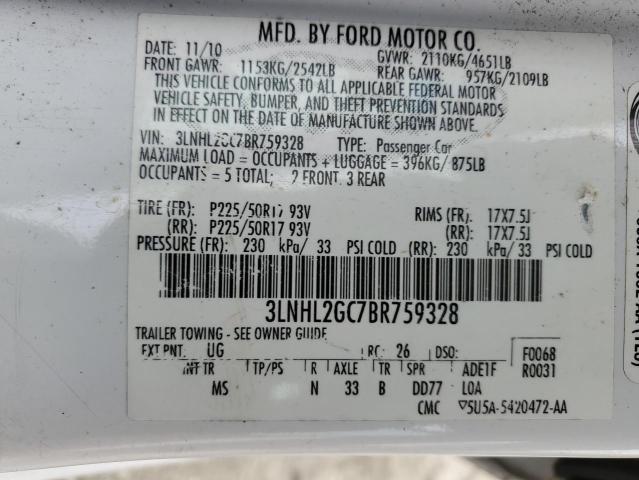 MFD. BY FORD MOTOR CO.
DATE: 11/10 GVWR: 2110KG/4651LB
FRONT GAWR: 1153KG/2542LB REAR GAWR: 957KG/2109LB
THIS VEHICLE CONFORMS TO ALL APPLICABLE FEDERAL MOTOR
VEHICLE SAFETY, BUMPER, AND THEFT PREVENTION STANDARDS
IN EFFECT ON THE DATE OF MANUFACTURE SHOWN ABOVE.
VIN: 3LNHL2GC7BR759328 TYPE: Passenger Car
MAXIMUM LOAD = OCCUPANTS + LUGGAGE = 396KG/875LB
OCCUPANTS = 5 TOTAL; 2 FRONT, 3 REAR
TIRE (FR): P225/50R17 93V RIMS (FR): 17X7.5J
(RR): P225/50R17 93V (RR): 17X7.5J
PRESSURE (FR): 230 kPa/ 33 PSI COLD (RR): 230 kPa/ 33 PSI COLD
3LNHL2GC7BR759328
TRAILER TOWING - SEE OWNER GUIDE
EXT PNT: UG RC: 26 DSO: F0068
INT TR TP/PS R AXLE TR SPR ADE1F R0031
MS N 33 B DD77 LOA
CMC ▽5U5A-5420472-AA